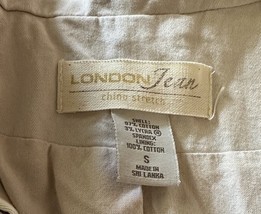 LONDON Jean
chino stretch
SHELL:
97% COTTON
3% LYCRA ®
SPANDEX
LINING:
100% COTTON
S
MADE IN
SRI LANKA